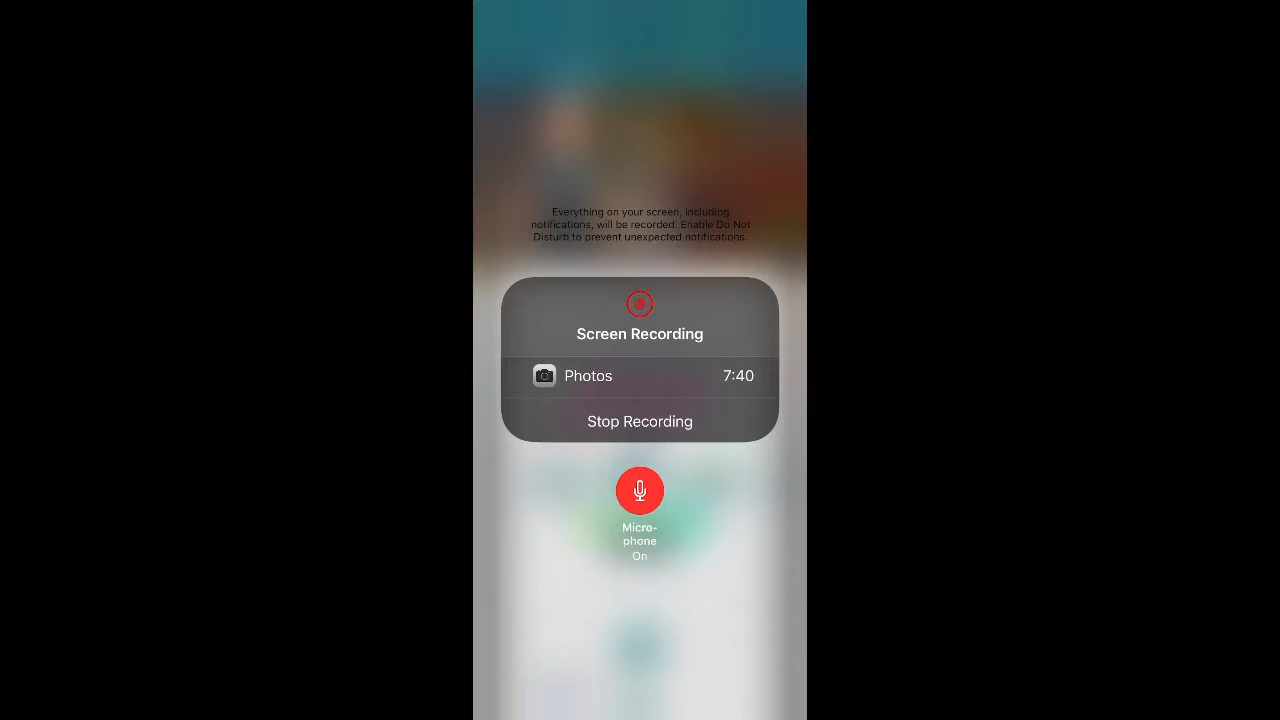 Everything on your screen, including
notifications, will be recorded. Enable Do Not
Disturb to prevent unexpected notifications.
Screen Recording
Photos 7:40
Stop Recording
Micro-
phone
On